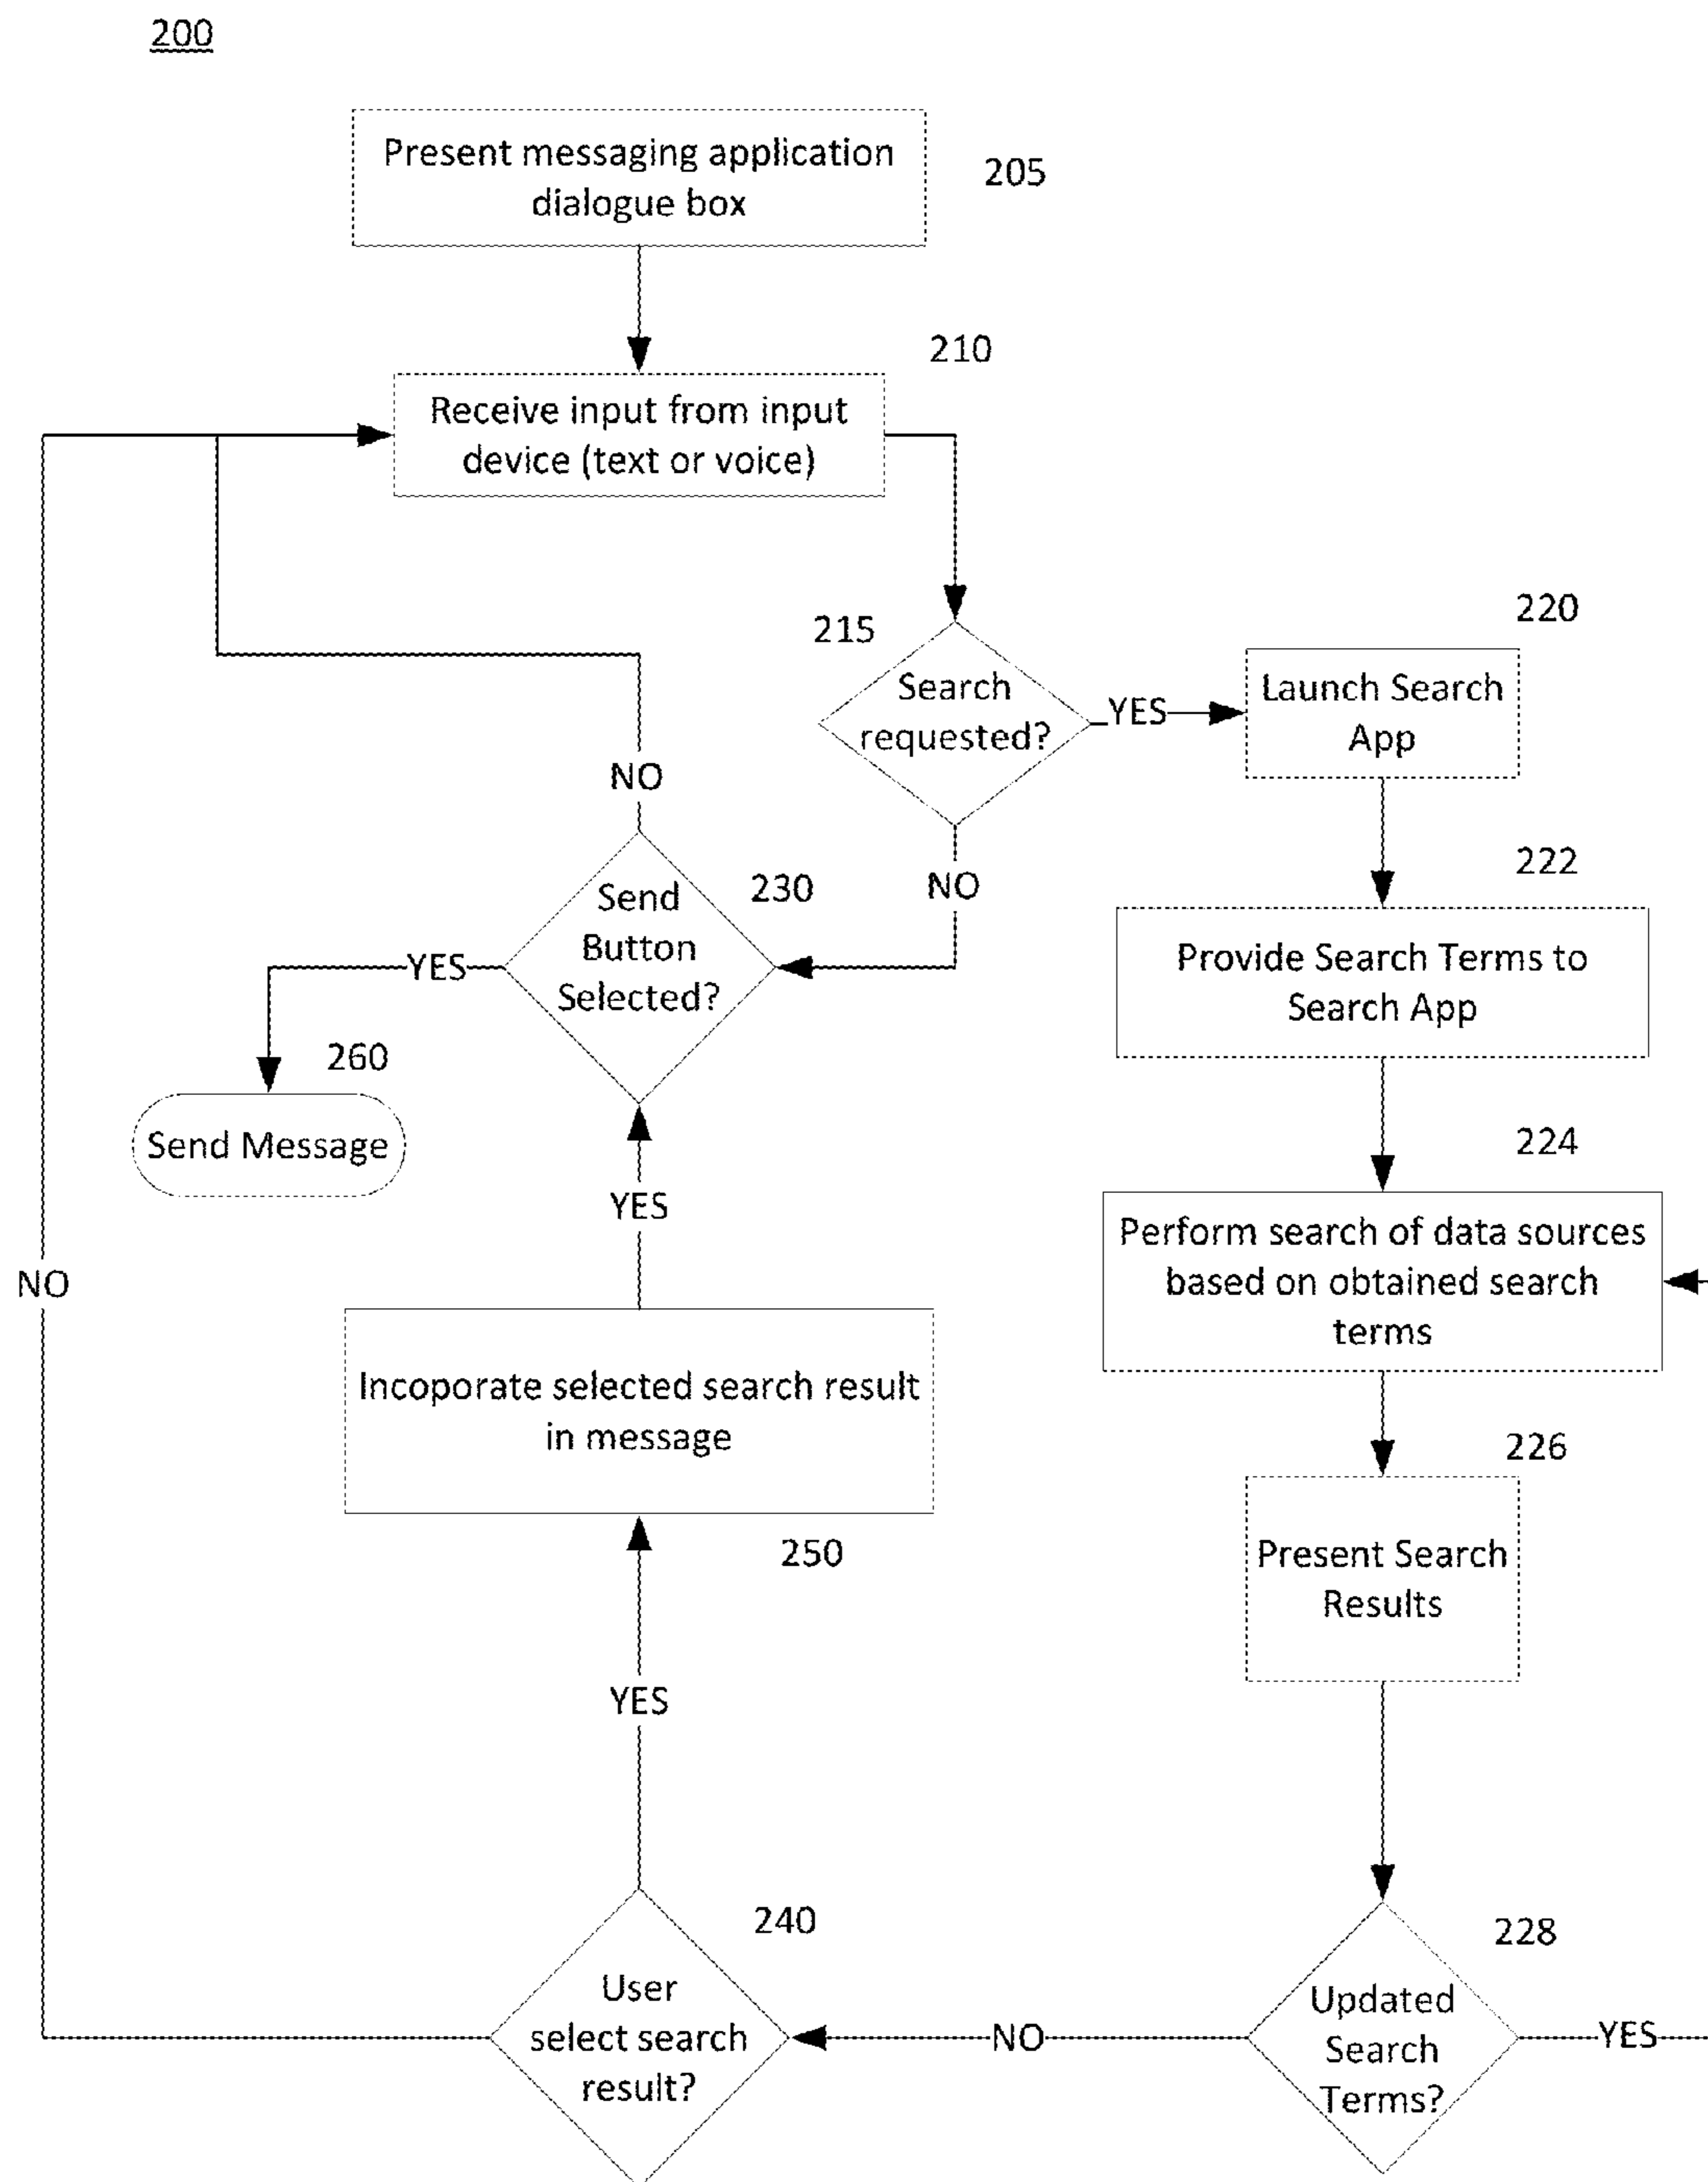 200
Present messaging application
dialogue box
205
210
Receive input from input
device (text or voice)
215
Search
requested?
YES
220
Launch Search
App
NO
NO
222
Provide Search Terms to
Search App
230
Send
Button
Selected?
YES
260
Send Message
224
Perform search of data sources
based on obtained search
terms
YES
NO
Incoporate selected search result
in message
250
226
Present Search
Results
YES
240
User
select search
result?
NO
228
Updated
Search
Terms?
YES